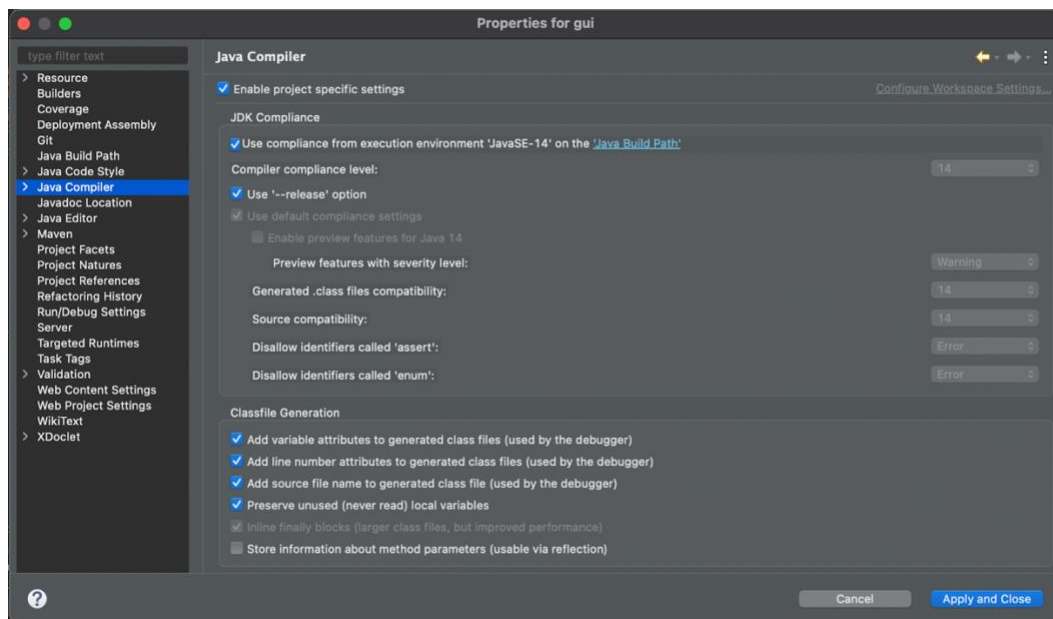 Properties for gui
type filter text
Resource
Builders
Coverage
Deployment Assembly
Git
Java Build Path
Java Code Style
Java Compiler
Javadoc Location
Java Editor
Maven
Project Facets
Project Natures
Project References
Refactoring History
Run/Debug Settings
Server
Targeted Runtimes
Task Tags
Validation
Web Content Settings
Web Project Settings
WikiText
XDoclet
Java Compiler
Enable project specific settings Configure Workspace Settings...
JDK Compliance
Use compliance from execution environment 'JavaSE-14' on the 'Java Build Path'
Compiler compliance level: 14
Use '--release' option
Use default compliance settings
Enable preview features for Java 14
Preview features with severity level: Warning
Generated .class files compatibility: 14
Source compatibility: 14
Disallow identifiers called 'assert': Error
Disallow identifiers called 'enum': Error
Classfile Generation
Add variable attributes to generated class files (used by the debugger)
Add line number attributes to generated class files (used by the debugger)
Add source file name to generated class file (used by the debugger)
Preserve unused (never read) local variables
Inline finally blocks (larger class files, but improved performance)
Store information about method parameters (usable via reflection)
? Cancel Apply and Close